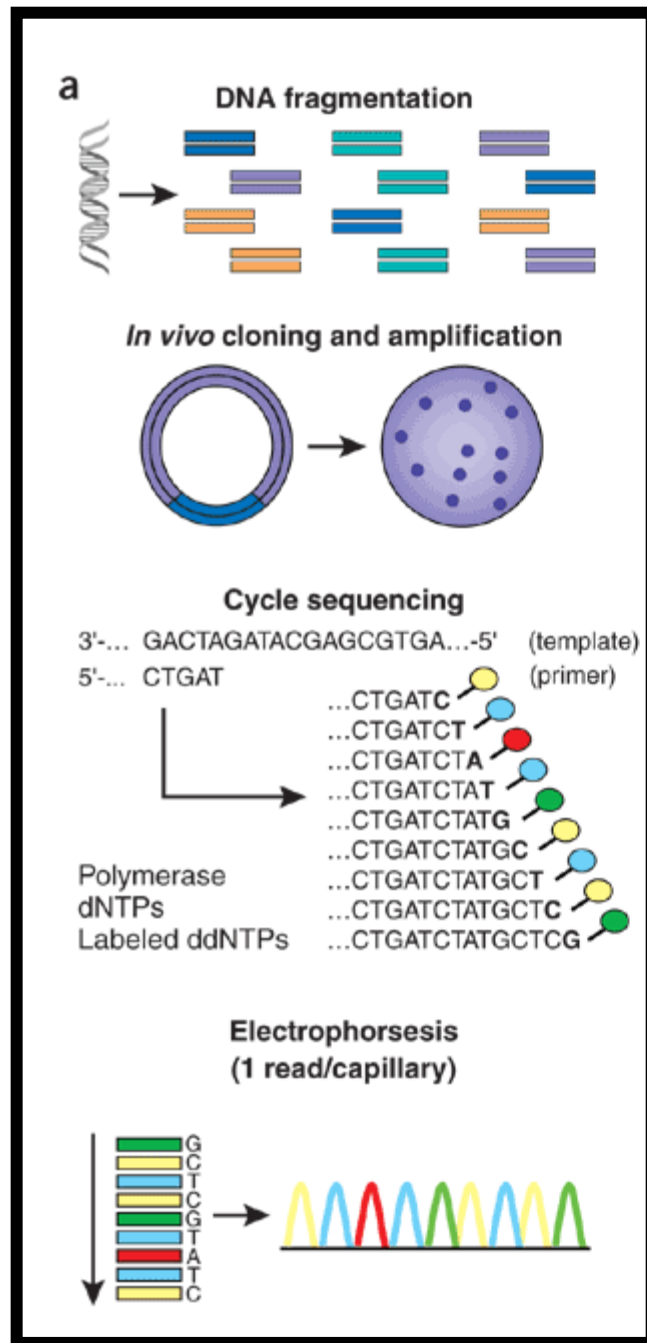 a
DNA fragmentation
In vivo cloning and amplification
Cycle sequencing
3'-... GACTAGATACGAGCGTGA...-5' (template)
5'-... CTGAT (primer)
...CTGATC
...CTGATCT
...CTGATCTA
...CTGATCTAT
...CTGATCTATG
...CTGATCTATGC
...CTGATCTATGCT
...CTGATCTATGCTC
...CTGATCTATGCTCG
Polymerase
dNTPs
Labeled ddNTPs
Electrophorsesis
(1 read/capillary)
G
C
T
C
G
T
A
T
C